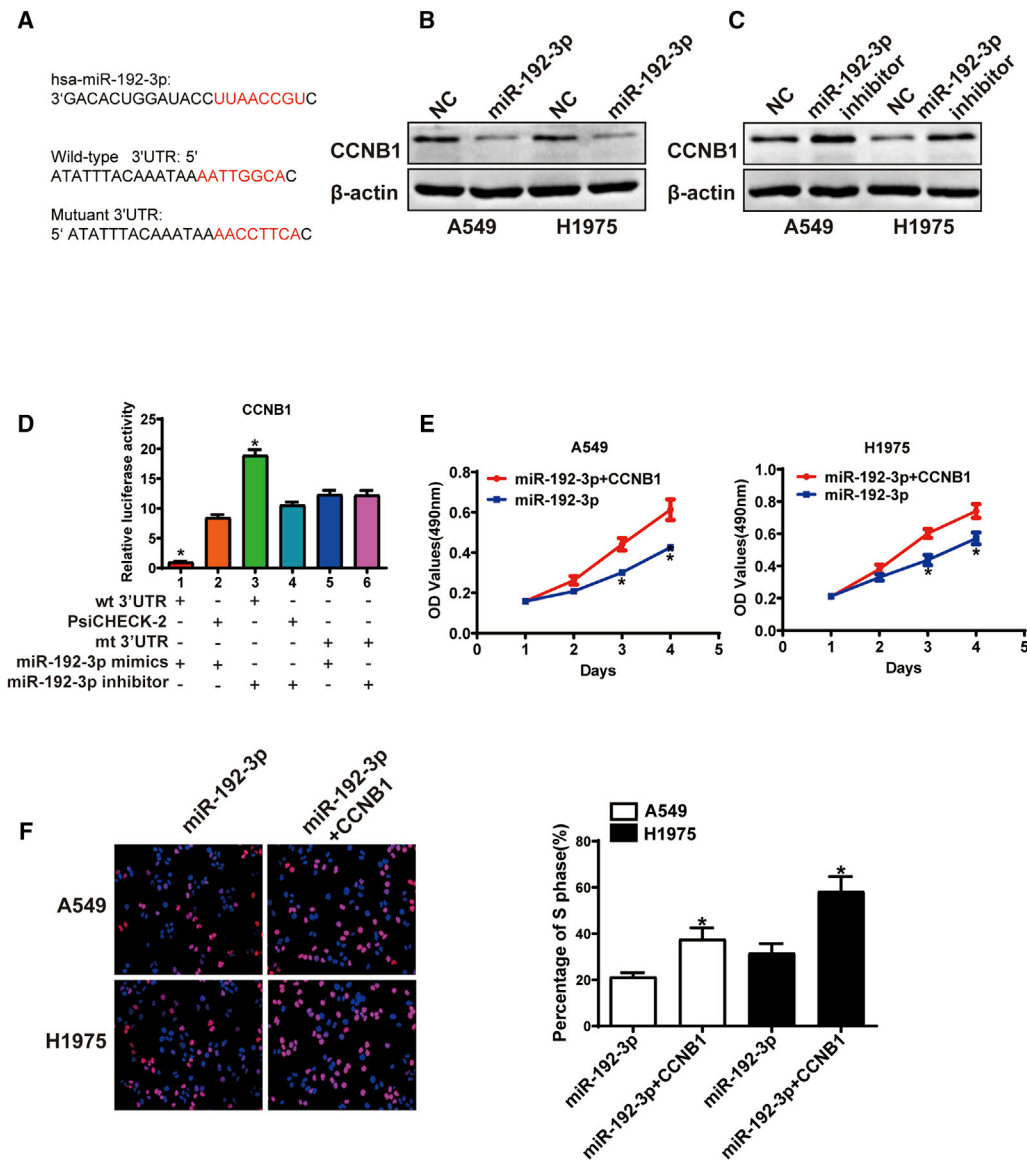 A
hsa-miR-192-3p:
3'GACACUGGAUACCUUAACCGUC
Wild-type 3'UTR: 5'
ATATTTACAAATAAAATTGGCAC
Mutuant 3'UTR:
5' ATATTTACAAATAAAACCTTCAC
B
NC miR-192-3p NC miR-192-3p
CCNB1
β-actin
A549 H1975
C
NC miR-192-3p inhibitor NC miR-192-3p inhibitor
CCNB1
β-actin
A549 H1975
D
CCNB1
Relative luciferase activity
25
20
15
10
5
0
* *
1 2 3 4 5 6
wt 3'UTR + - + - - -
PsiCHECK-2 - + - + - -
mt 3'UTR - - - - + +
miR-192-3p mimics + + - - + -
miR-192-3p inhibitor - - + + - +
E
A549
miR-192-3p+CCNB1
miR-192-3p
OD Values(490nm)
0.8
0.6
0.4
0.2
0.0
* *
0 1 2 3 4 5
Days
H1975
miR-192-3p+CCNB1
miR-192-3p
OD Values(490nm)
1.0
0.8
0.6
0.4
0.2
0.0
* *
0 1 2 3 4 5
Days
F
miR-192-3p
miR-192-3p
+CCNB1
A549
H1975
A549
H1975
Percentage of S phase(%)
80
60
40
20
0
* *
miR-192-3p
miR-192-3p+CCNB1
miR-192-3p
miR-192-3p+CCNB1